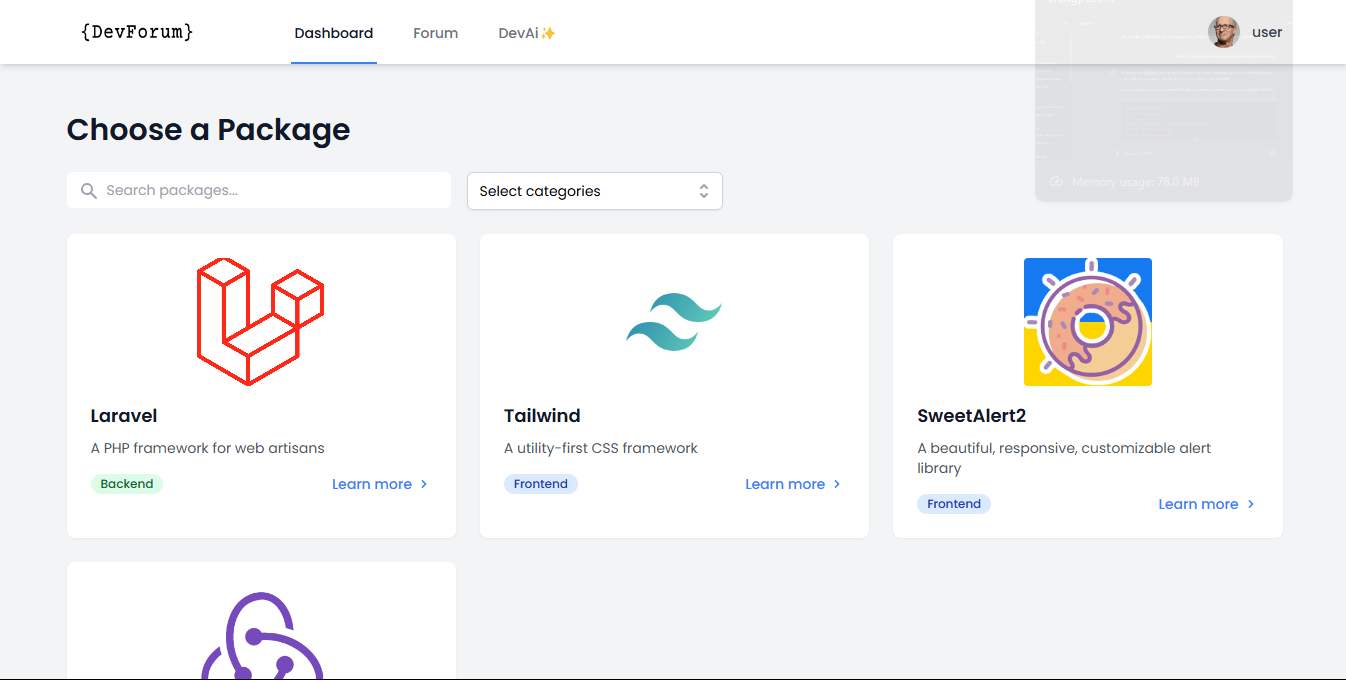 {DevForum}
Dashboard
Forum
DevAi✨
user
Memory usage: 78.0 MB
Choose a Package
Search packages...
Select categories
Laravel
A PHP framework for web artisans
Backend
Learn more
Tailwind
A utility-first CSS framework
Frontend
Learn more
SweetAlert2
A beautiful, responsive, customizable alert
library
Frontend
Learn more